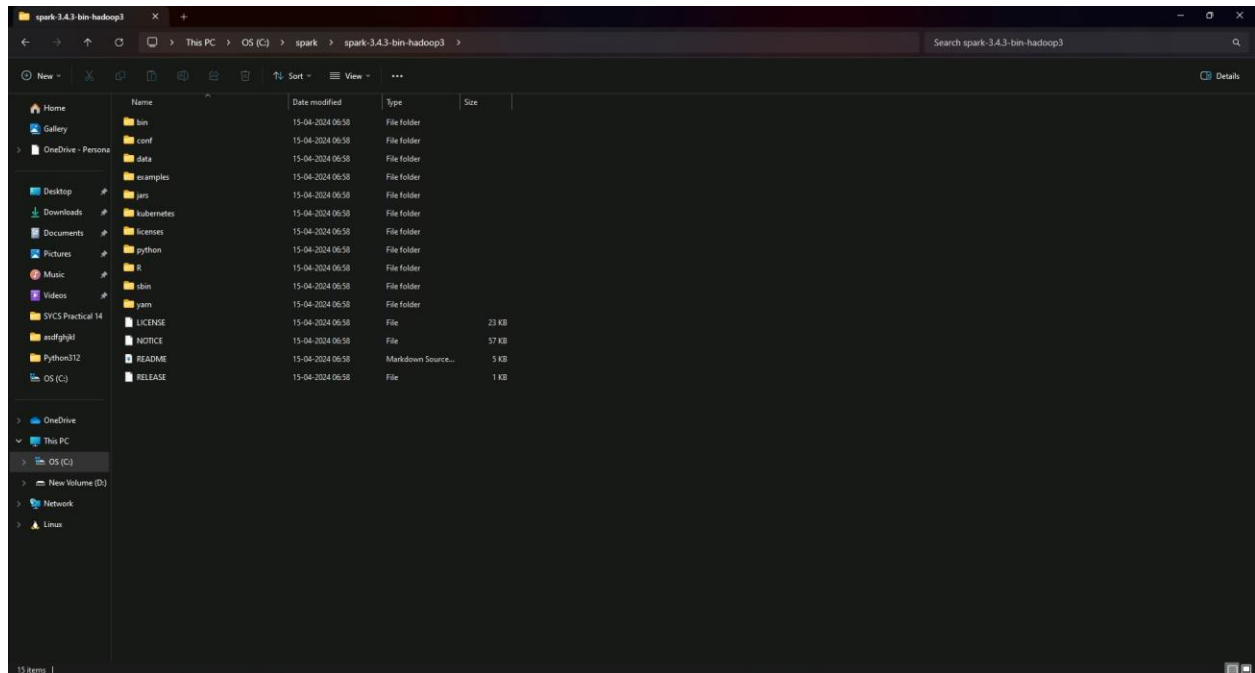 spark-3.4.3-bin-hadoop3
This PC > OS (C:) > spark > spark-3.4.3-bin-hadoop3 >
Search spark-3.4.3-bin-hadoop3
New
Sort
View
Details
Home
Gallery
OneDrive - Persona
Desktop
Downloads
Documents
Pictures
Music
Videos
SYCS Practical 14
asdfghjkl
Python312
OS (C:)
OneDrive
This PC
OS (C:)
New Volume (D:)
Network
Linux
Name Date modified Type Size
bin 15-04-2024 06:58 File folder
conf 15-04-2024 06:58 File folder
data 15-04-2024 06:58 File folder
examples 15-04-2024 06:58 File folder
jars 15-04-2024 06:58 File folder
kubernetes 15-04-2024 06:58 File folder
licenses 15-04-2024 06:58 File folder
python 15-04-2024 06:58 File folder
R 15-04-2024 06:58 File folder
sbin 15-04-2024 06:58 File folder
yarn 15-04-2024 06:58 File folder
LICENSE 15-04-2024 06:58 File 23 KB
NOTICE 15-04-2024 06:58 File 57 KB
README 15-04-2024 06:58 Markdown Source... 5 KB
RELEASE 15-04-2024 06:58 File 1 KB
15 items